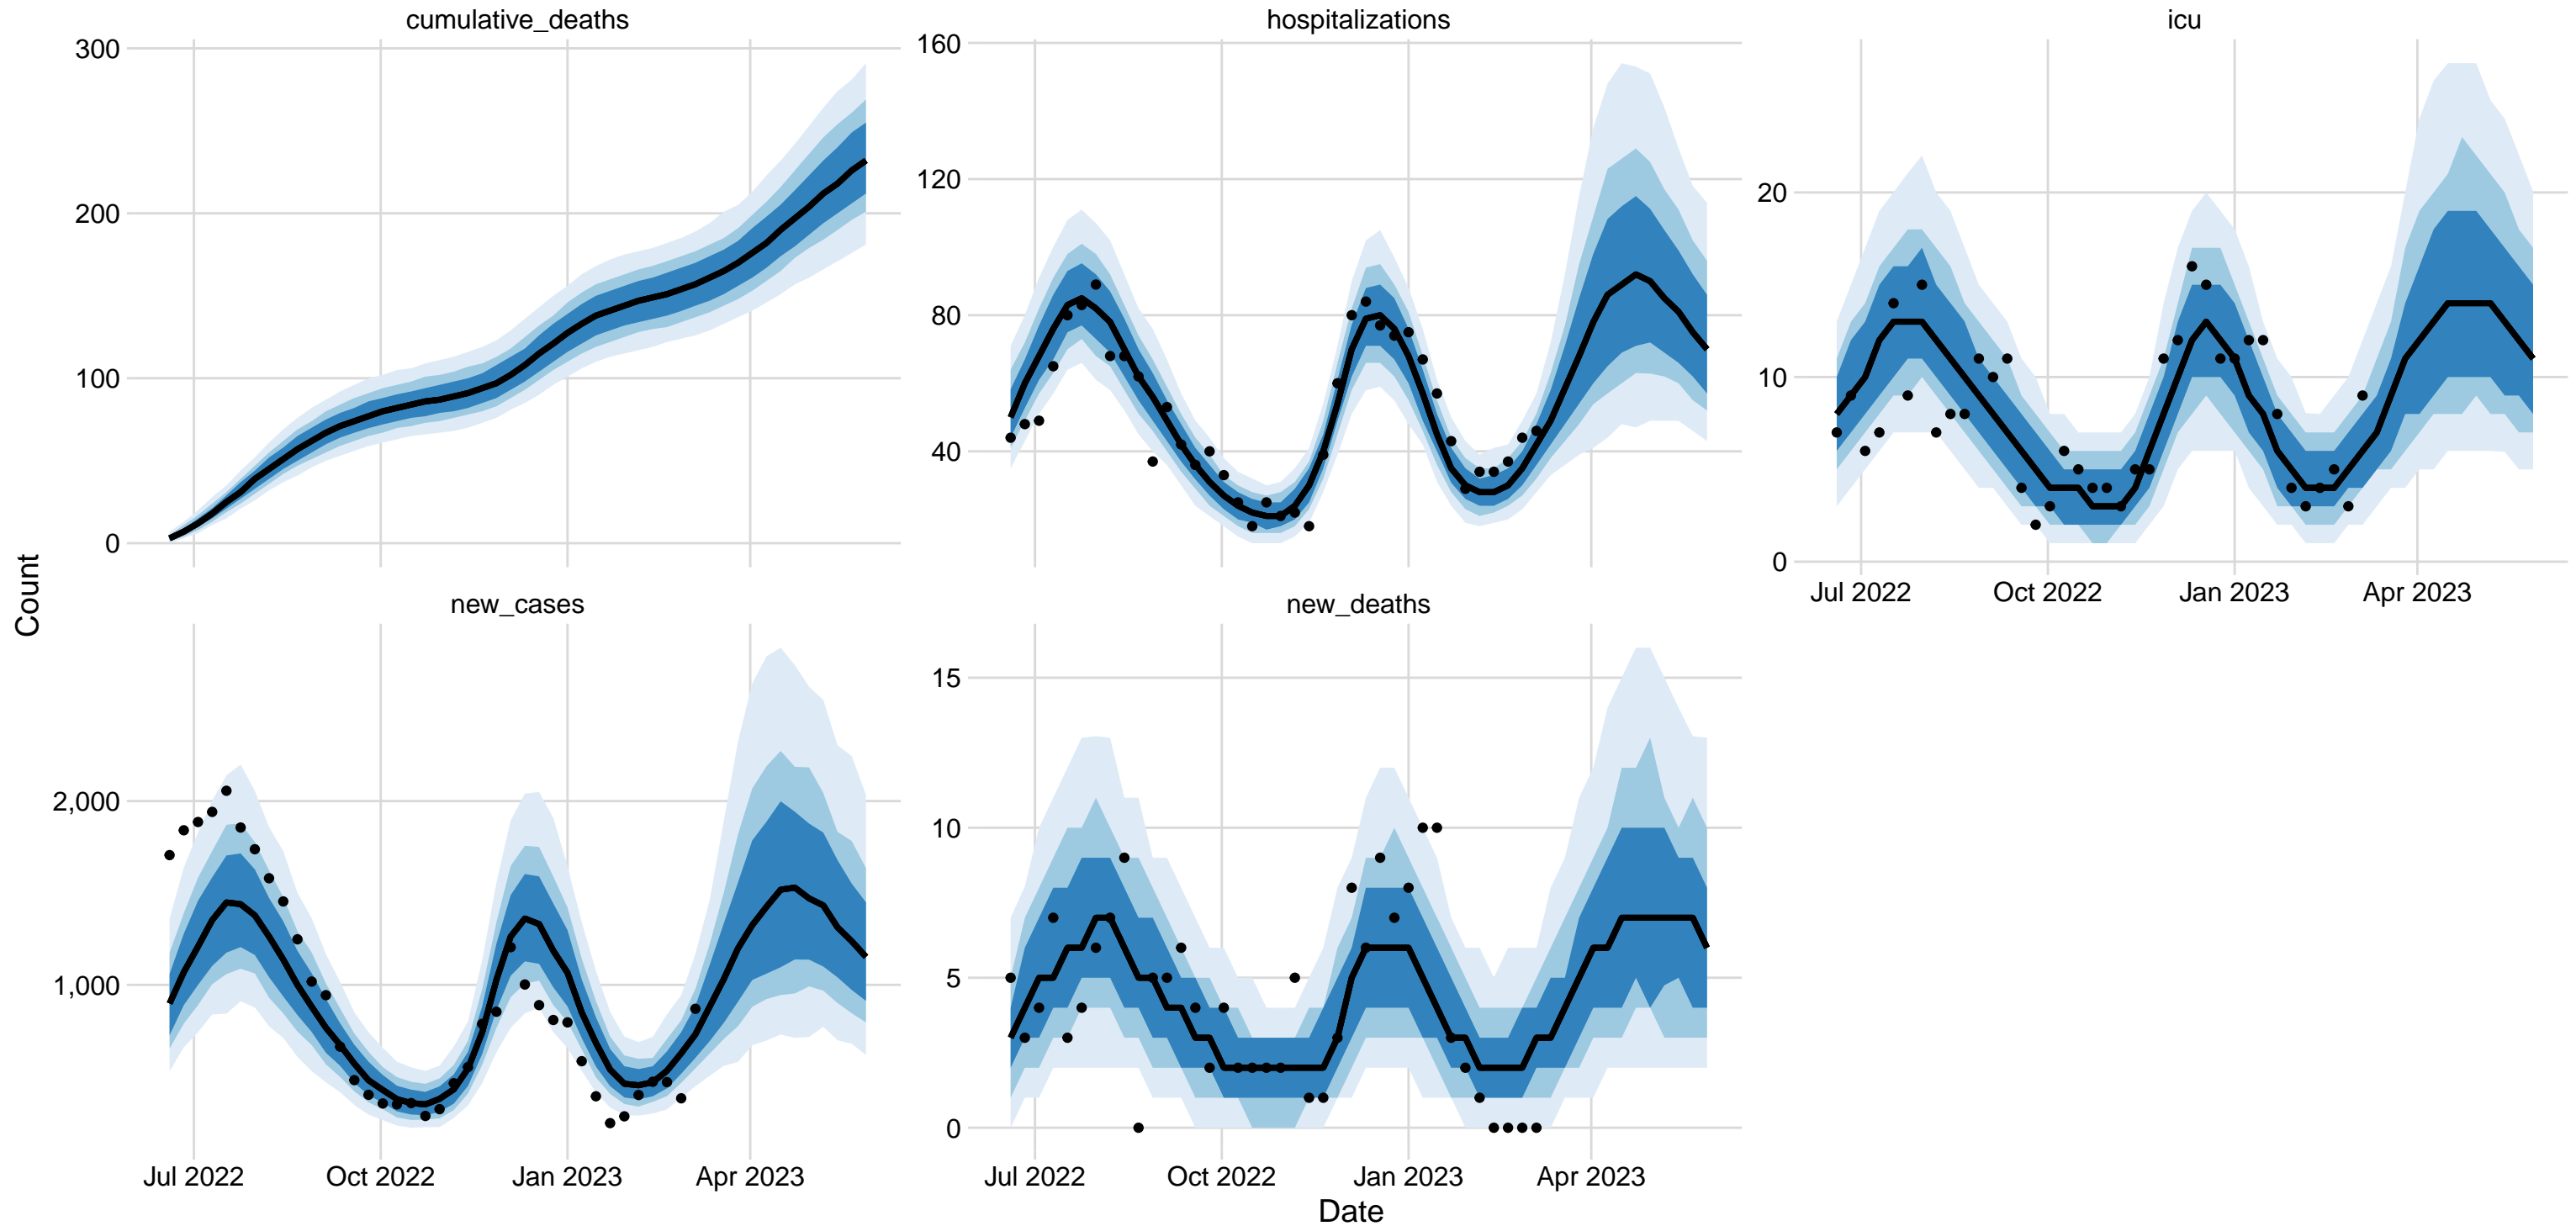 cumulative_deaths
300
200
100
0
hospitalizations
160
120
80
40
icu
20
10
0
Jul 2022 Oct 2022 Jan 2023 Apr 2023
Count
new_cases
2,000
1,000
Jul 2022 Oct 2022 Jan 2023 Apr 2023
new_deaths
15
10
5
0
Jul 2022 Oct 2022 Jan 2023 Apr 2023
Date